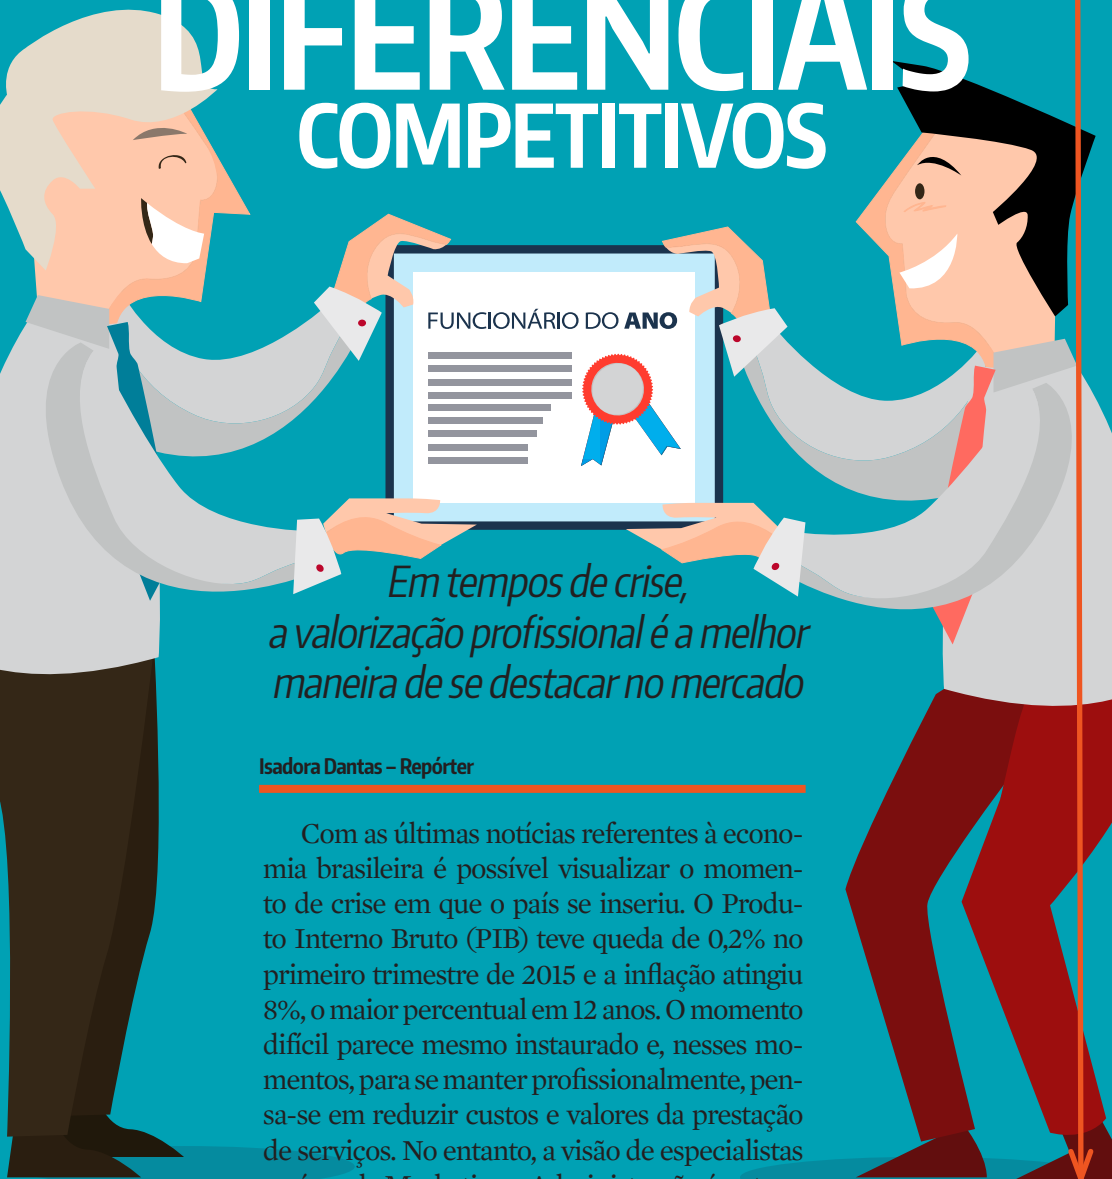 DIFERENCIAIS
COMPETITIVOS
FUNCIONÁRIO DO ANO
Em tempos de crise,
a valorização profissional é a melhor
maneira de se destacar no mercado
Isadora Dantas – Repórter
Com as últimas notícias referentes à econo-
mia brasileira é possível visualizar o momen-
to de crise em que o país se inseriu. O Produ-
to Interno Bruto (PIB) teve queda de 0,2% no
primeiro trimestre de 2015 e a inflação atingiu
8%, o maior percentual em 12 anos. O momento
difícil parece mesmo instaurado e, nesses mo-
mentos, para se manter profissionalmente, pen-
sa-se em reduzir custos e valores da prestação
de serviços. No entanto, a visão de especialistas